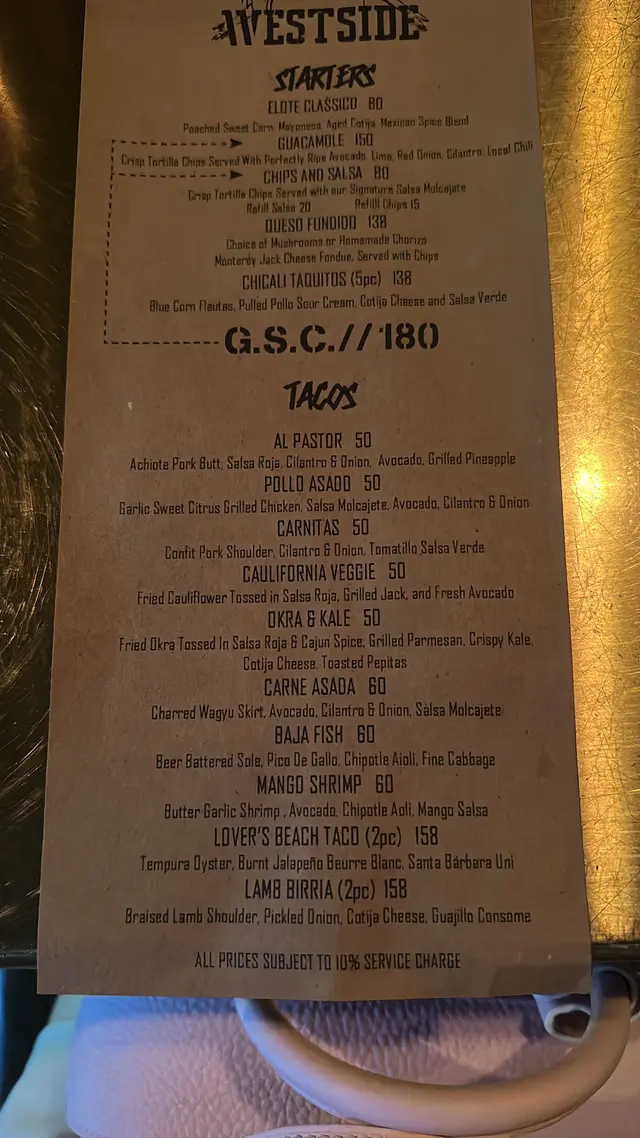 WESTSIDE
STARTERS
ELOTE CLASSICO 80
Poached Sweet Corn, Mayonesa, Aged Cotija, Mexican Spice Blend
GUACAMOLE 150
Crisp Tortilla Chips Served With Perfectly Ripe Avocado, Lime, Red Onion, Cilantro, Local Chili
CHIPS AND SALSA 80
Crisp Tortilla Chips Served with our Signature Salsa Molcajete
Refill Salsa 20 Refill Chips 15
QUESO FUNDIDO 138
Choice of Mushrooms or Homemade Chorizo
Monterey Jack Cheese Fondue, Served with Chips
CHICALI TAQUITOS (5pc) 138
Blue Corn Flautas, Pulled Pollo Sour Cream, Cotija Cheese and Salsa Verde
G.S.C.// 180
TACOS
AL PASTOR 50
Achiote Pork Butt, Salsa Roja, Cilantro & Onion, Avocado, Grilled Pineapple
POLLO ASADO 50
Garlic Sweet Citrus Grilled Chicken, Salsa Molcajete, Avocado, Cilantro & Onion
CARNITAS 50
Confit Pork Shoulder, Cilantro & Onion, Tomatillo Salsa Verde
CAULIFORNIA VEGGIE 50
Fried Cauliflower Tossed in Salsa Roja, Grilled Jack, and Fresh Avocado
OKRA & KALE 50
Fried Okra Tossed In Salsa Roja & Cajun Spice, Grilled Parmesan, Crispy Kale,
Cotija Cheese, Toasted Pepitas
CARNE ASADA 60
Charred Wagyu Skirt, Avocado, Cilantro & Onion, Salsa Molcajete
BAJA FISH 60
Beer Battered Sole, Pico De Gallo, Chipotle Aioli, Fine Cabbage
MANGO SHRIMP 60
Butter Garlic Shrimp , Avocado, Chipotle Aoli, Mango Salsa
LOVER'S BEACH TACO (2pc) 158
Tempura Oyster, Burnt Jalapeño Beurre Blanc, Santa Bárbara Uni
LAMB BIRRIA (2pc) 158
Braised Lamb Shoulder, Pickled Onion, Cotija Cheese, Guajillo Consome
ALL PRICES SUBJECT TO 10% SERVICE CHARGE